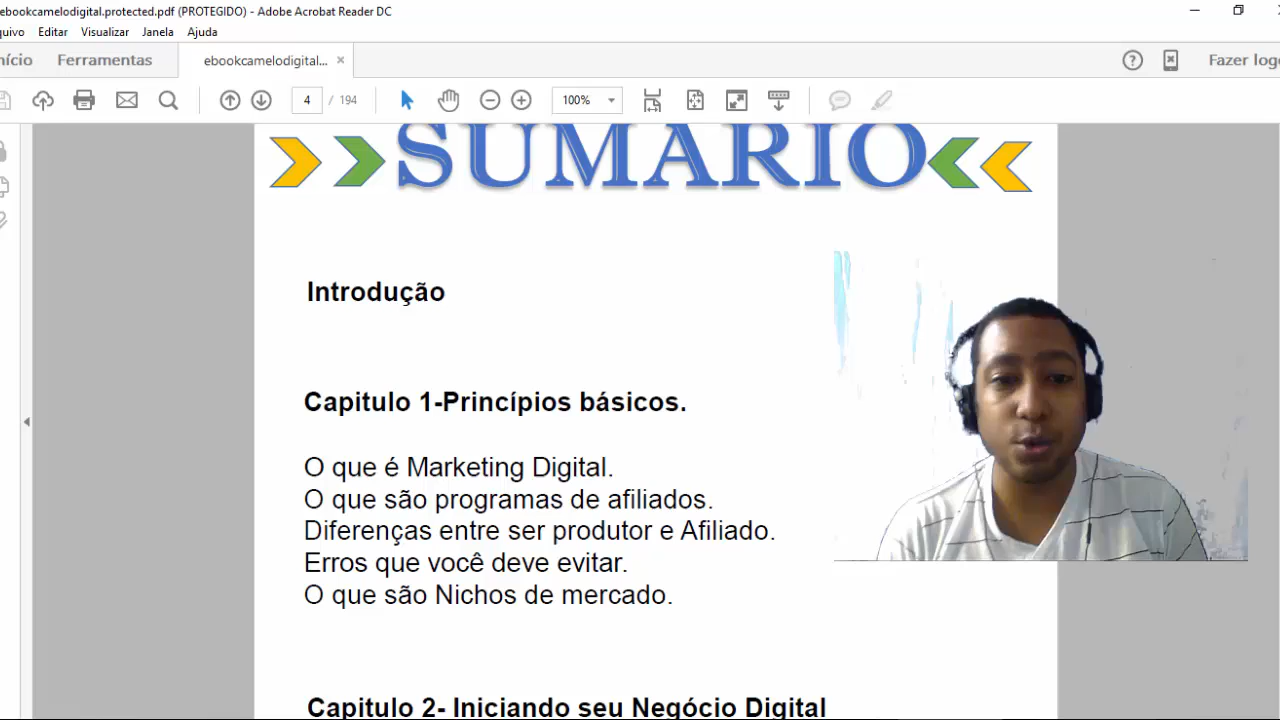 ebookcamelodigital.protected.pdf (PROTEGIDO) - Adobe Acrobat Reader DC
quivo Editar Visualizar Janela Ajuda
nício Ferramentas ebookcamelodigital... × Fazer logo
4 / 194 100%
SUMARIO
Introdução
Capitulo 1-Princípios básicos.
O que é Marketing Digital.
O que são programas de afiliados.
Diferenças entre ser produtor e Afiliado.
Erros que você deve evitar.
O que são Nichos de mercado.
Capitulo 2- Iniciando seu Negócio Digital